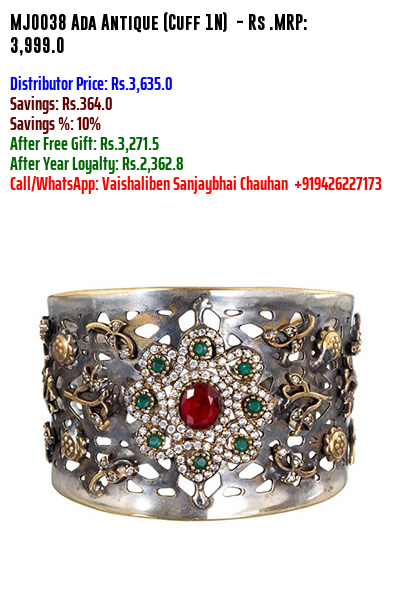 MJ0038 Ada Antique (Cuff 1N) - Rs .MRP:
3,999.0
Distributor Price: Rs.3,635.0
Savings: Rs.364.0
Savings %: 10%
After Free Gift: Rs.3,271.5
After Year Loyalty: Rs.2,362.8
Call/WhatsApp: Vaishaliben Sanjaybhai Chauhan +919426227173